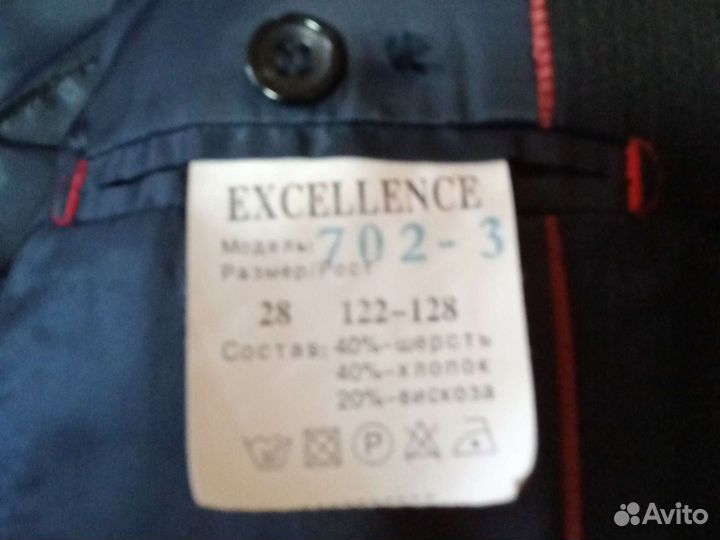 EXCELLENCE
Модель: 702-3
Размер/Рост
28 122-128
Состав: 40%-шерсть
40%-хлопок
20%-вискоза
P
Avito